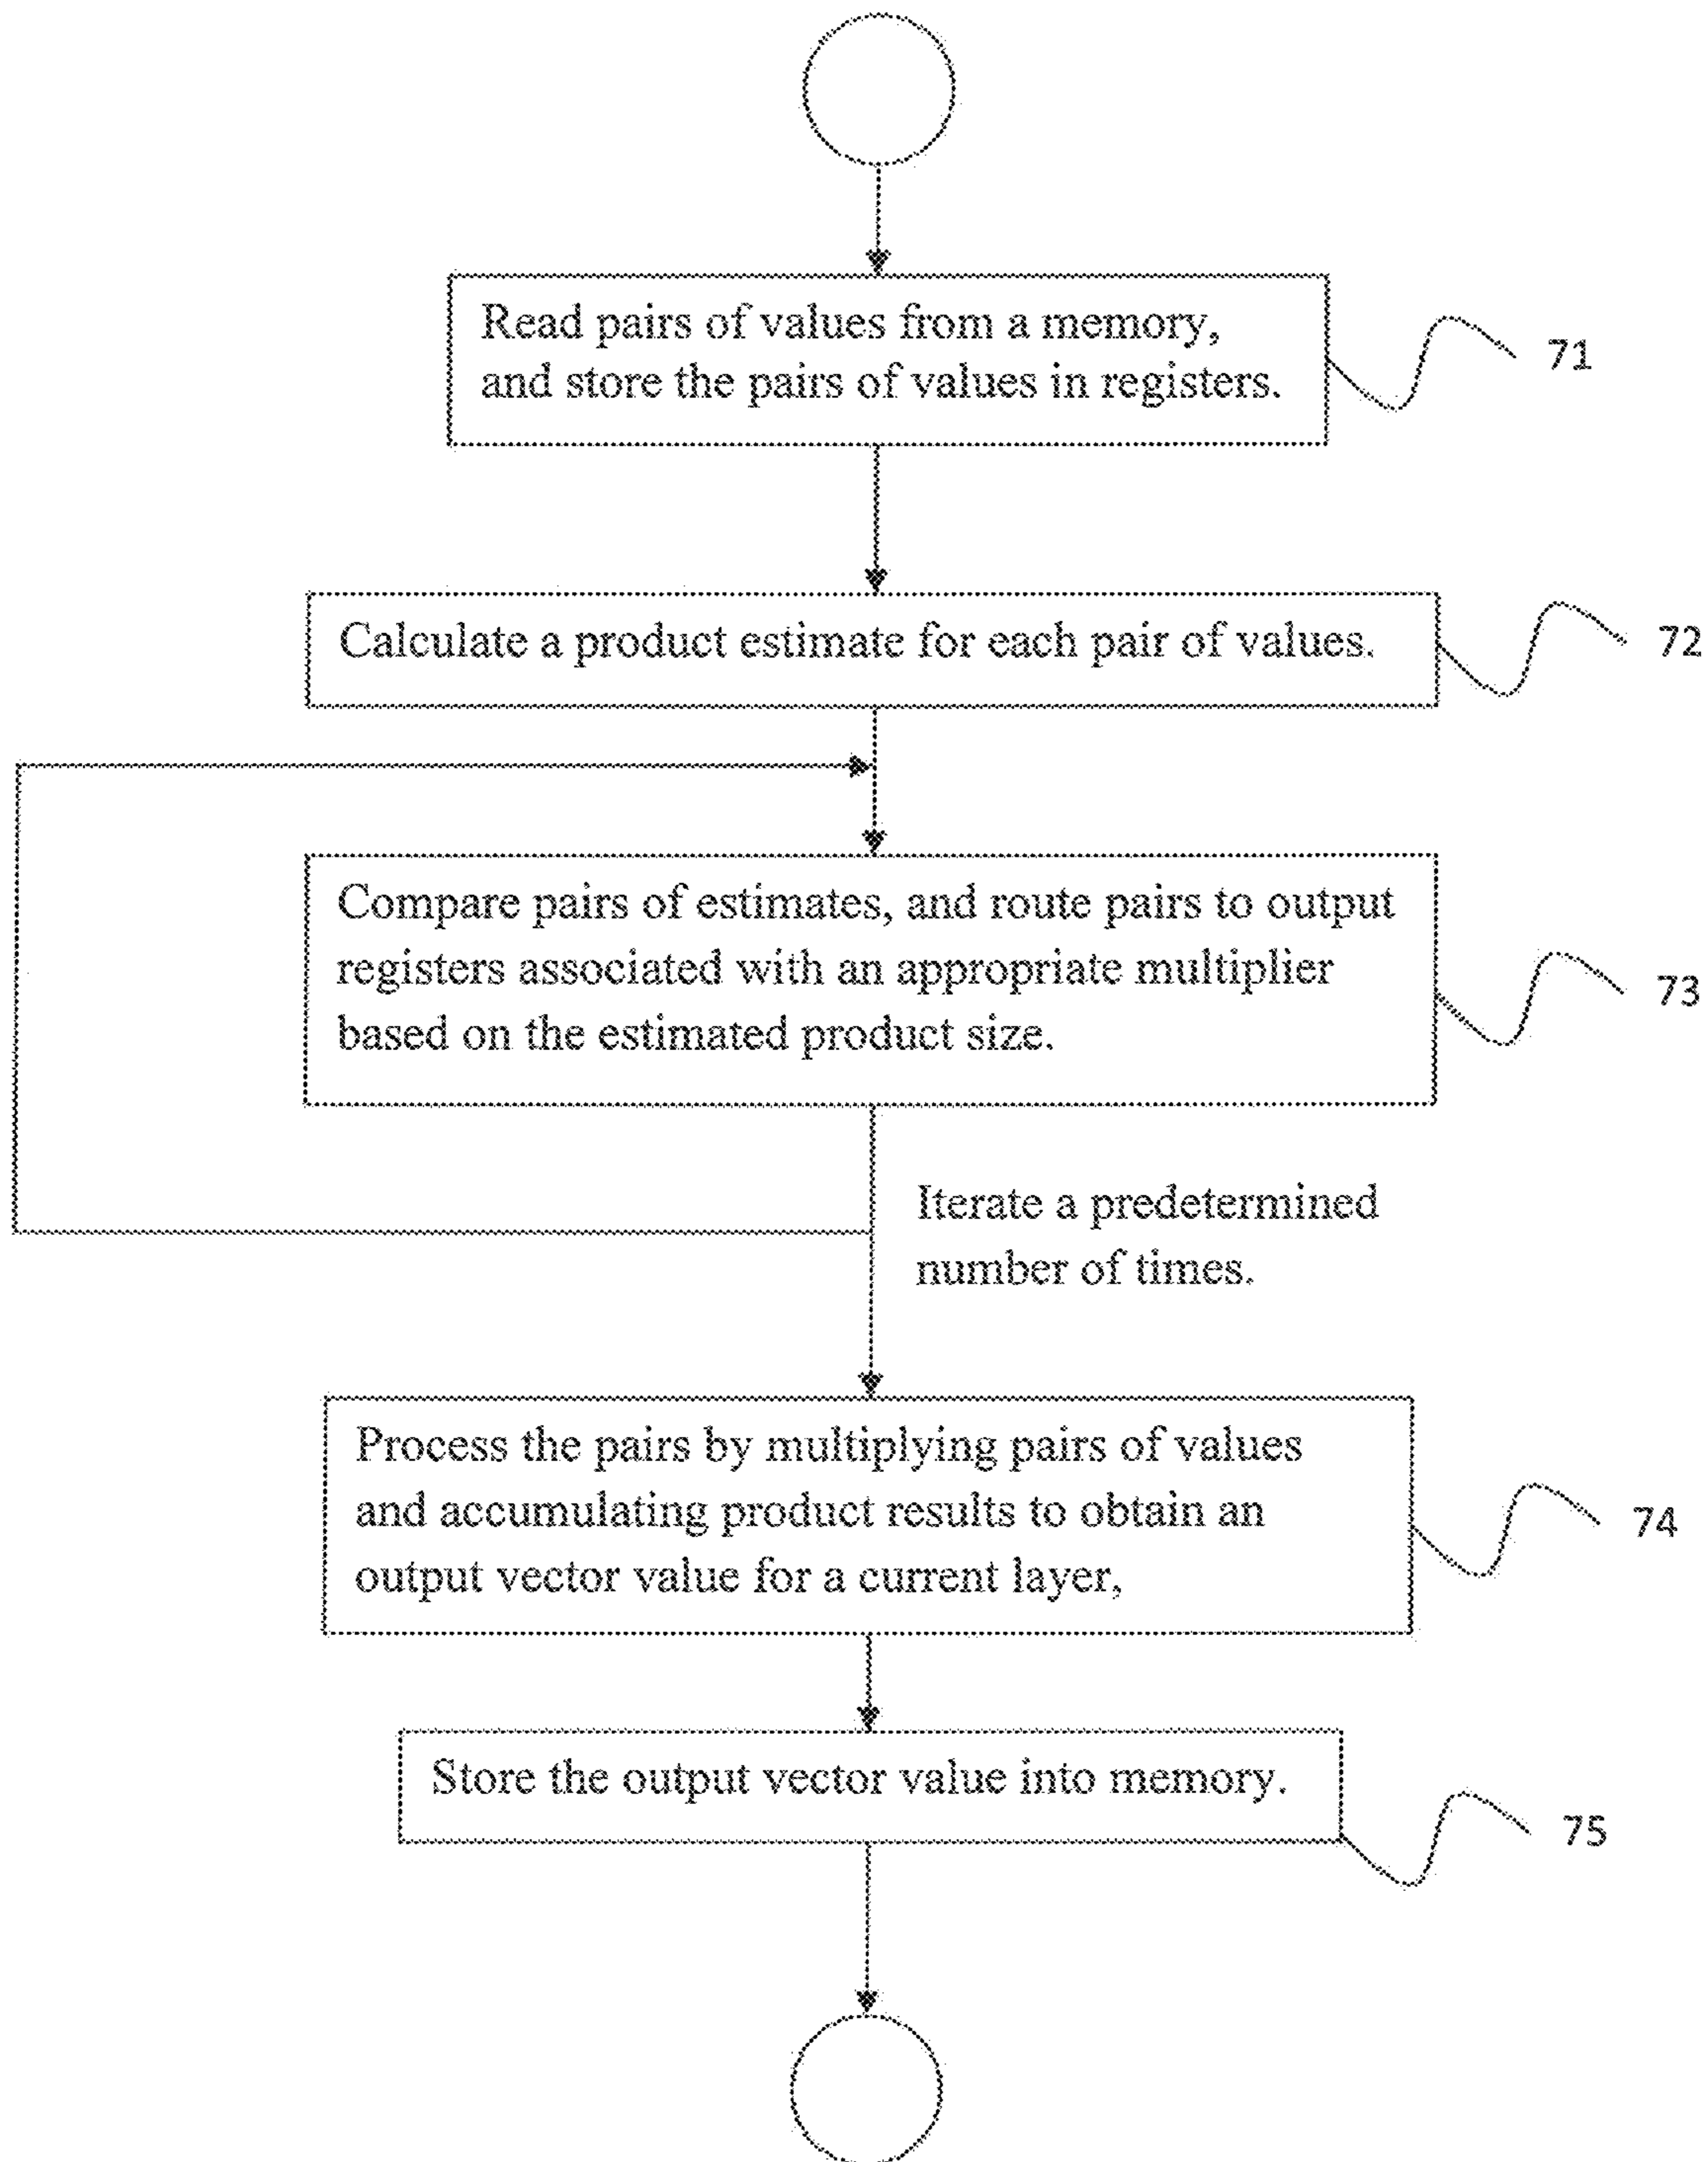 Read pairs of values from a memory,
and store the pairs of values in registers.
71
Calculate a product estimate for each pair of values.
72
Compare pairs of estimates, and route pairs to output
registers associated with an appropriate multiplier
based on the estimated product size.
73
Iterate a predetermined
number of times.
Process the pairs by multiplying pairs of values
and accumulating product results to obtain an
output vector value for a current layer,
74
Store the output vector value into memory.
75